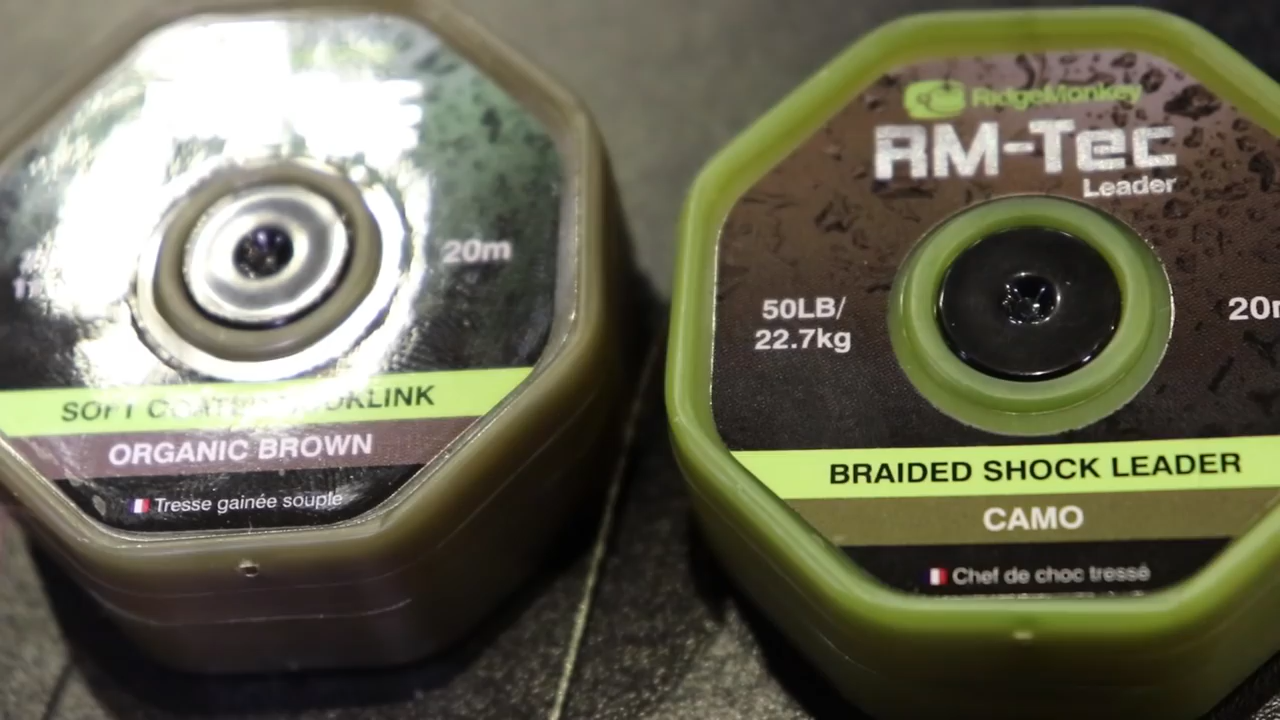 20m
SOFT COATED HOOKLINK
ORGANIC BROWN
Tresse gainée souple
RidgeMonkey
RM-Tec
Leader
50LB/
22.7kg
BRAIDED SHOCK LEADER
CAMO
Chef de choc tressé